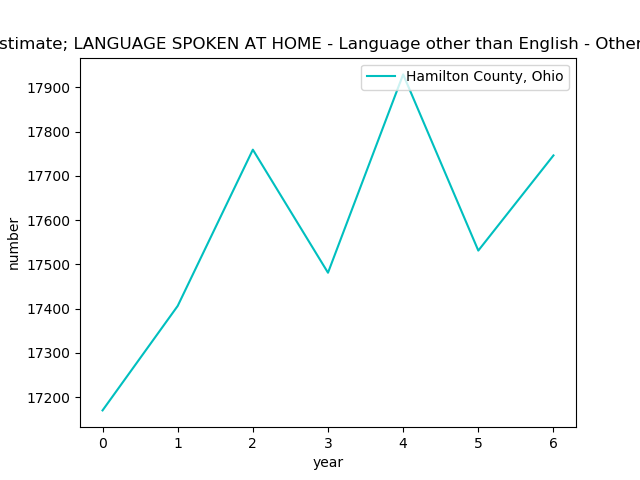 stimate; LANGUAGE SPOKEN AT HOME - Language other than English - Other
Hamilton County, Ohio
number
17900
17800
17700
17600
17500
17400
17300
17200
0 1 2 3 4 5 6
year